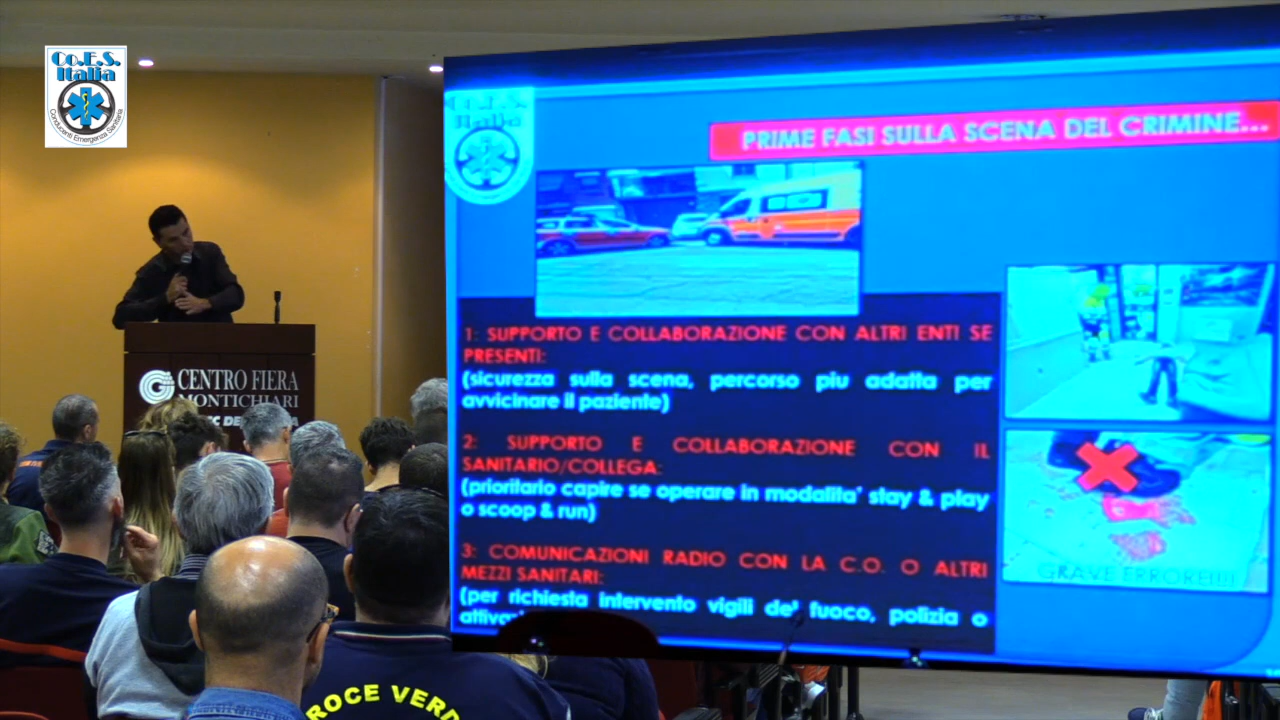 Co.E.S.
Italia
Conducenti Emergenza Sanitaria
Co.E.S.
Italia
PRIME FASI SULLA SCENA DEL CRIMINE...
1: SUPPORTO E COLLABORAZIONE CON ALTRI ENTI SE
PRESENTI:
(sicurezza sulla scena, percorso piu adatta per
avvicinare il paziente)
2: SUPPORTO E COLLABORAZIONE CON IL
SANITARIO/COLLEGA:
(prioritario capire se operare in modalita' stay & play
o scoop & run)
3: COMUNICAZIONI RADIO CON LA C.O. O ALTRI
MEZZI SANITARI:
(per richiesta intervento vigili de' fuoco, polizia o
GRAVE ERRORE!!!!
CENTRO FIERA
MONTICHIARI
ROCE VERD